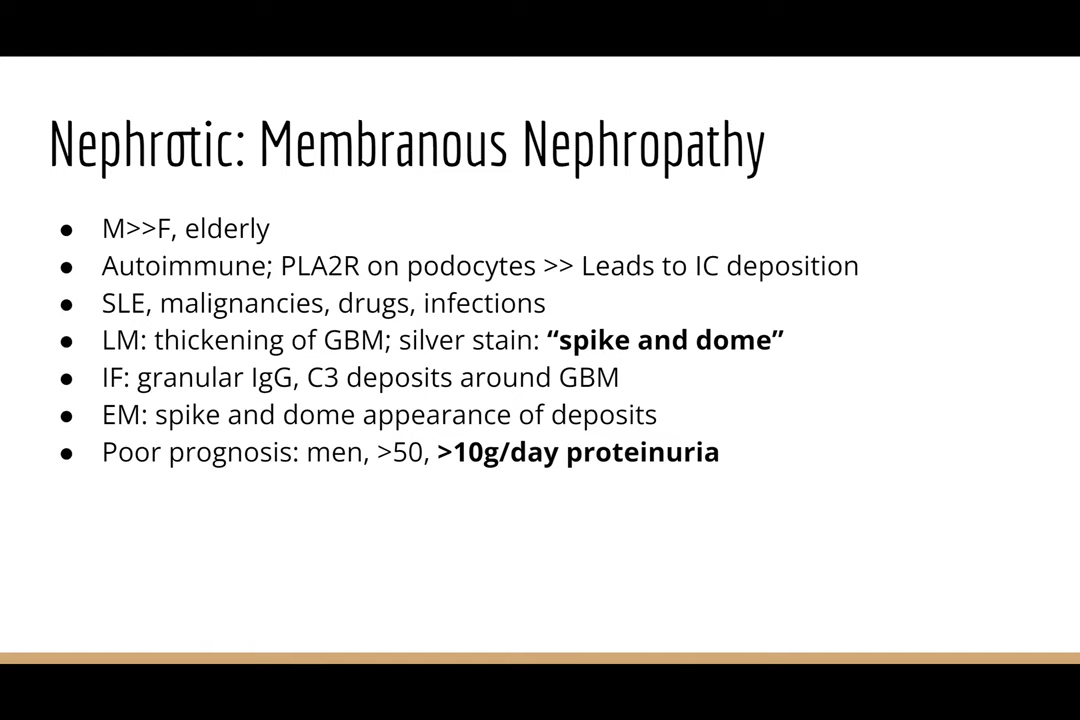 Nephrotic: Membranous Nephropathy
● M>>F, elderly
● Autoimmune; PLA2R on podocytes >> Leads to IC deposition
● SLE, malignancies, drugs, infections
● LM: thickening of GBM; silver stain: “spike and dome”
● IF: granular IgG, C3 deposits around GBM
● EM: spike and dome appearance of deposits
● Poor prognosis: men, >50, >10g/day proteinuria